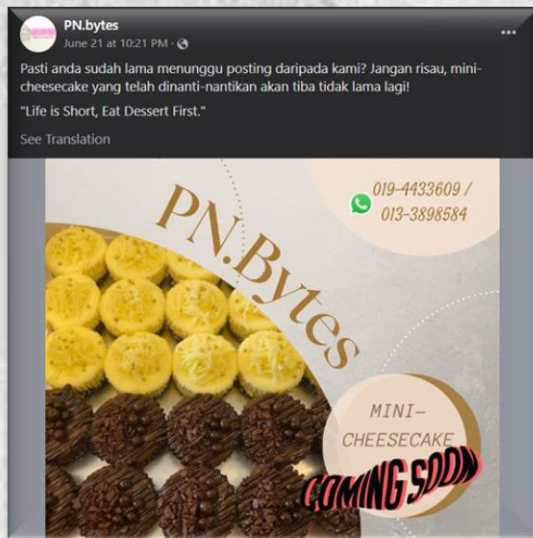 PN.bytes
June 21 at 10:21 PM ·
Pasti anda sudah lama menunggu posting daripada kami? Jangan risau, mini-
cheesecake yang telah dinanti-nantikan akan tiba tidak lama lagi!
"Life is Short, Eat Dessert First."
See Translation
019-4433609 /
013-3898584
PN.Bytes
MINI-
CHEESECAKE
COMING SOON